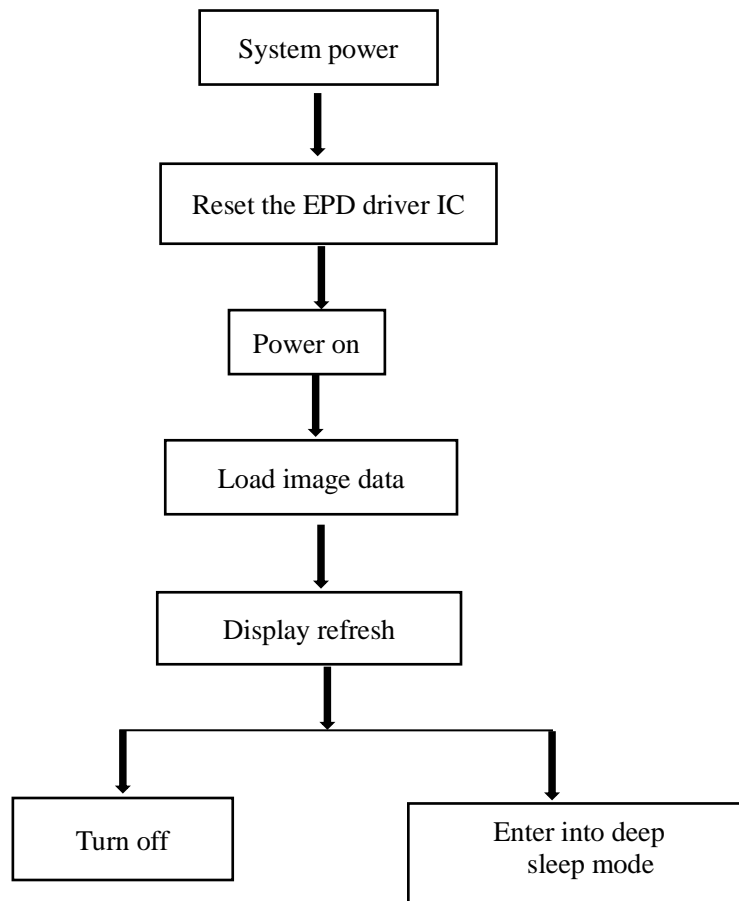 System power
Reset the EPD driver IC
Power on
Load image data
Display refresh
Turn off
Enter into deep
sleep mode